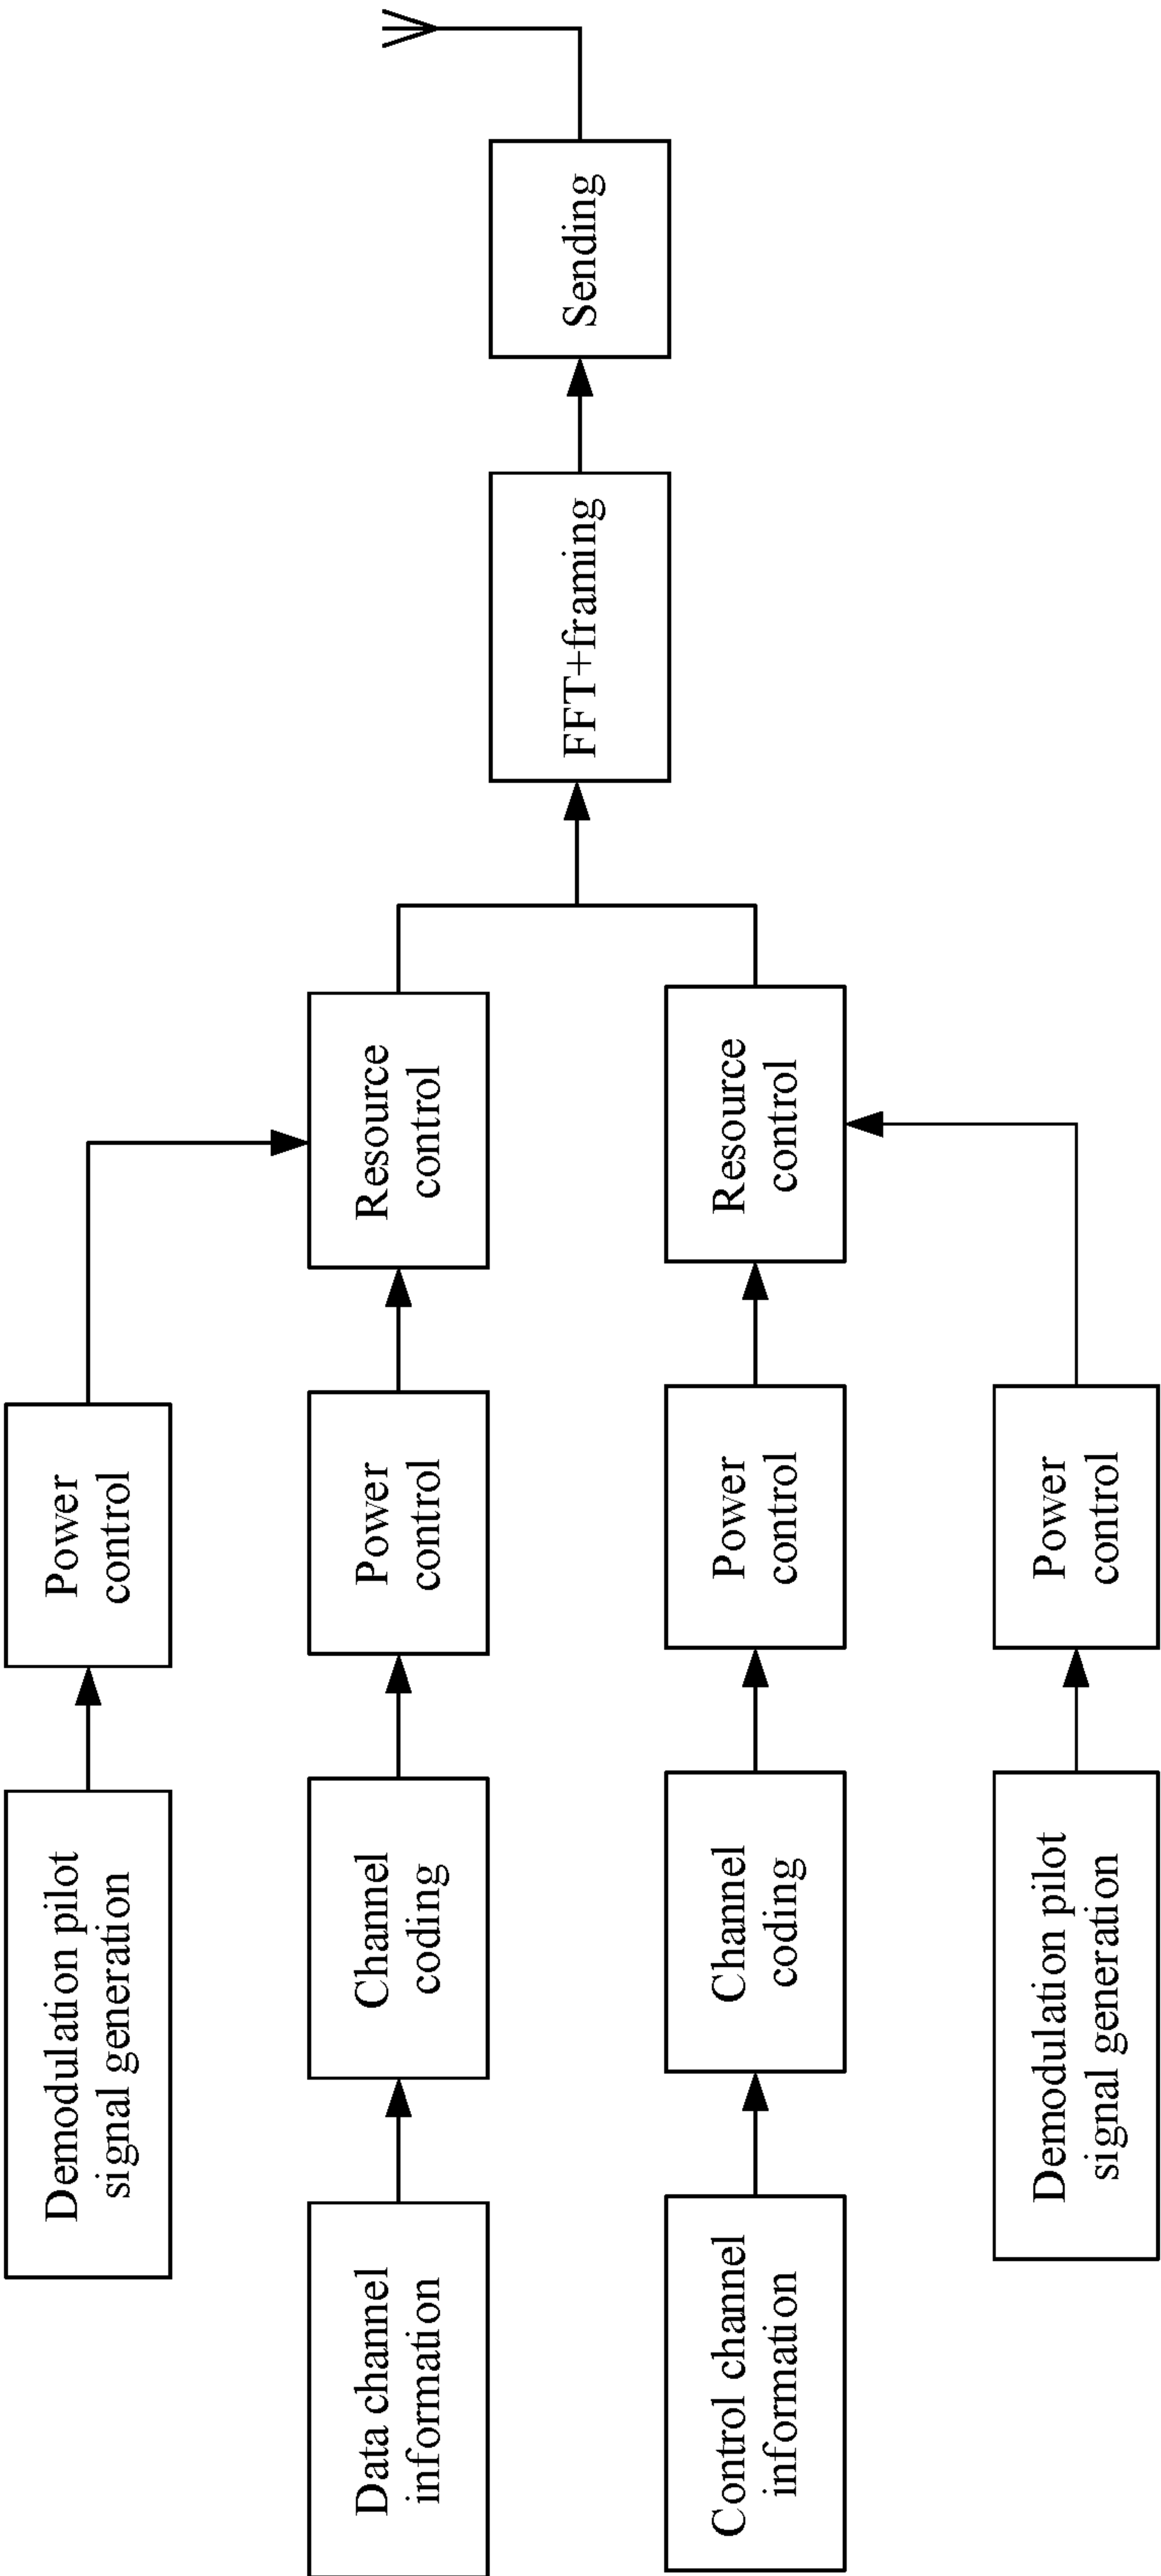 Demodulation pilot
signal generation
Power
control
Data channel
information
Channel
coding
Power
control
Resource
control
Control channel
information
Channel
coding
Power
control
Resource
control
Demodulation pilot
signal generation
Power
control
FFT+framing
Sending